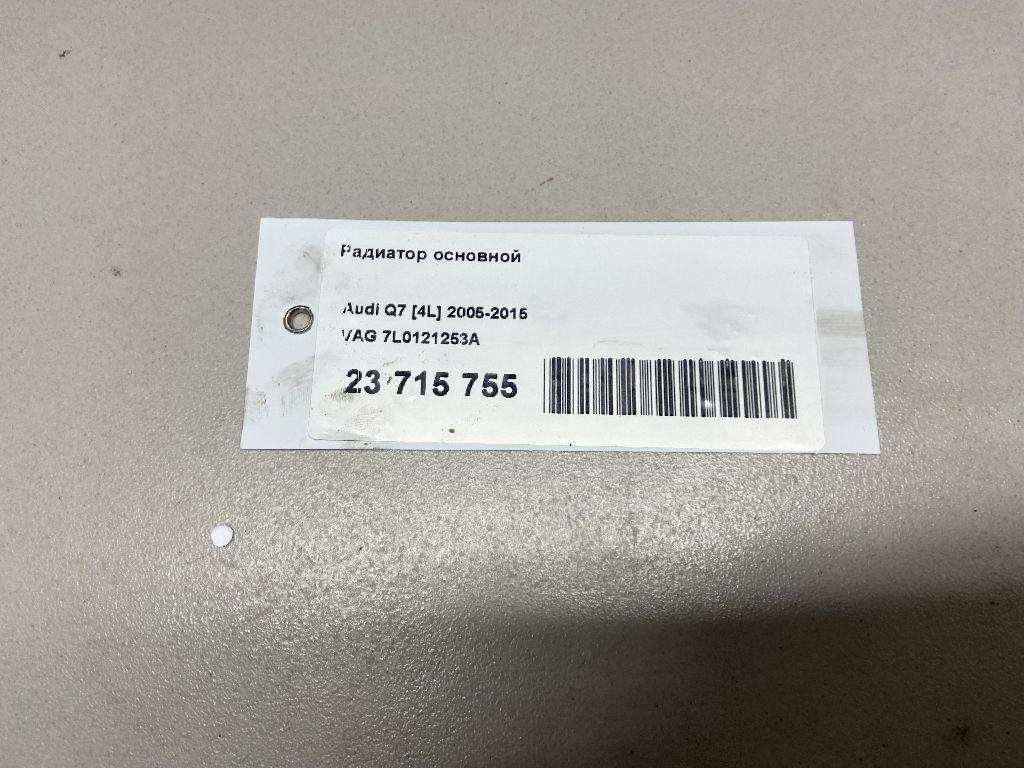 Радиатор основной
Audi Q7 [4L] 2005-2015
VAG 7L0121253A
23 715 755